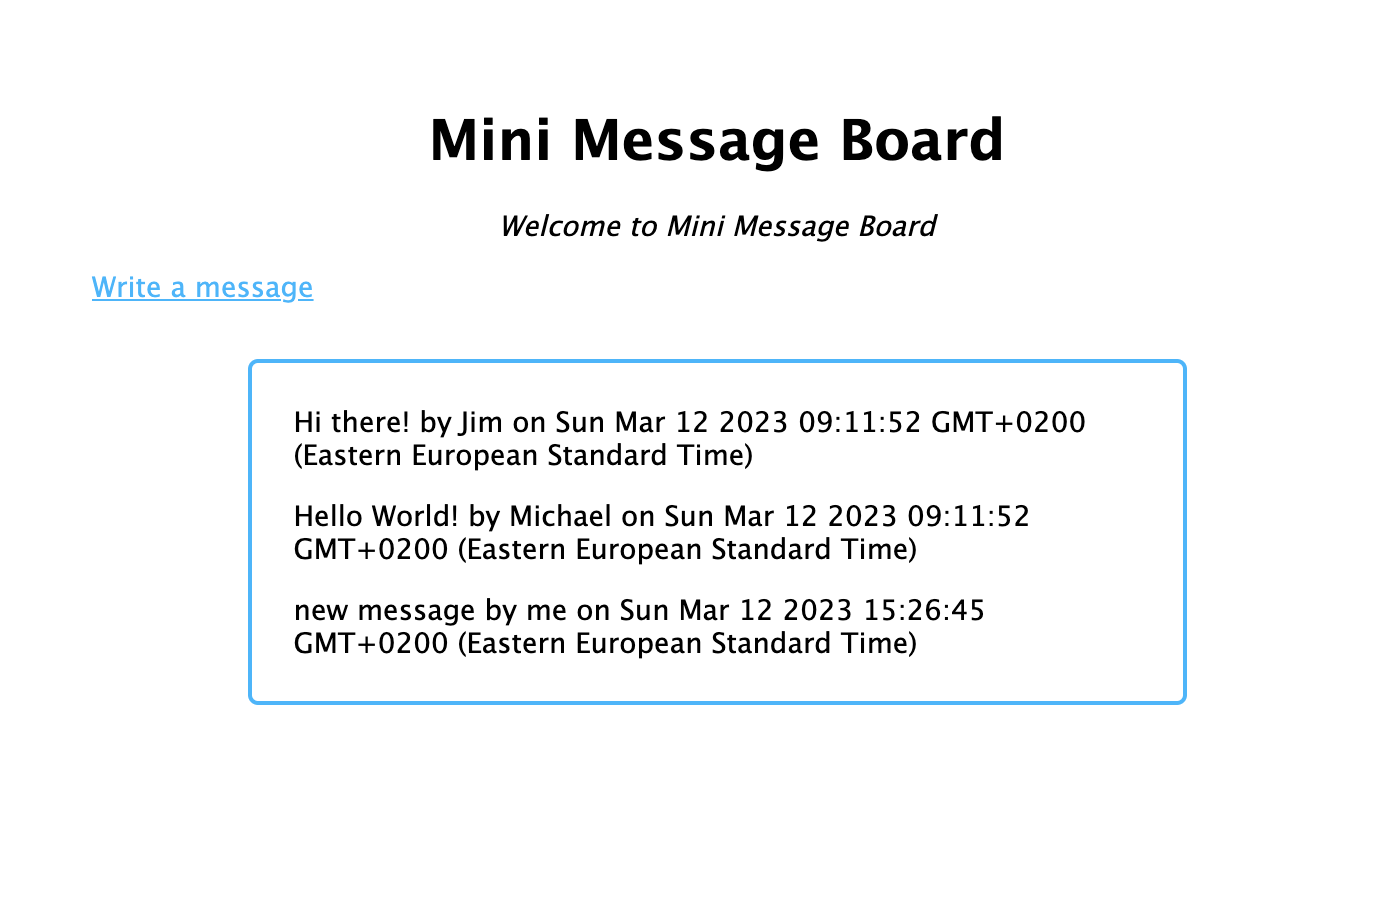 Mini Message Board
Welcome to Mini Message Board
Write a message
Hi there! by Jim on Sun Mar 12 2023 09:11:52 GMT+0200
(Eastern European Standard Time)
Hello World! by Michael on Sun Mar 12 2023 09:11:52
GMT+0200 (Eastern European Standard Time)
new message by me on Sun Mar 12 2023 15:26:45
GMT+0200 (Eastern European Standard Time)